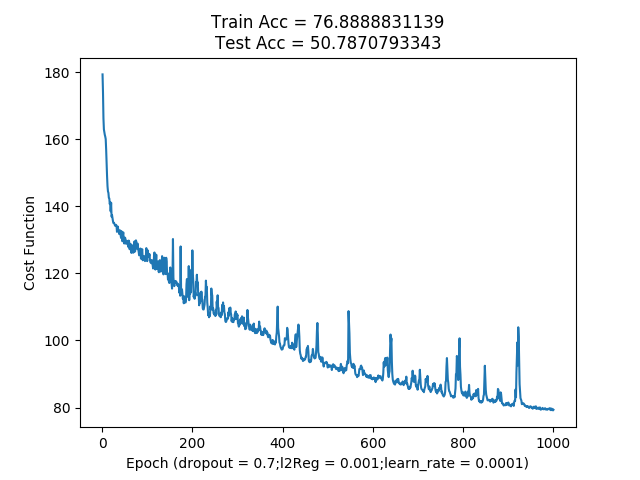 Train Acc = 76.8888831139
Test Acc = 50.7870793343
180
160
140
120
100
80
Cost Function
0 200 400 600 800 1000
Epoch (dropout = 0.7;l2Reg = 0.001;learn_rate = 0.0001)